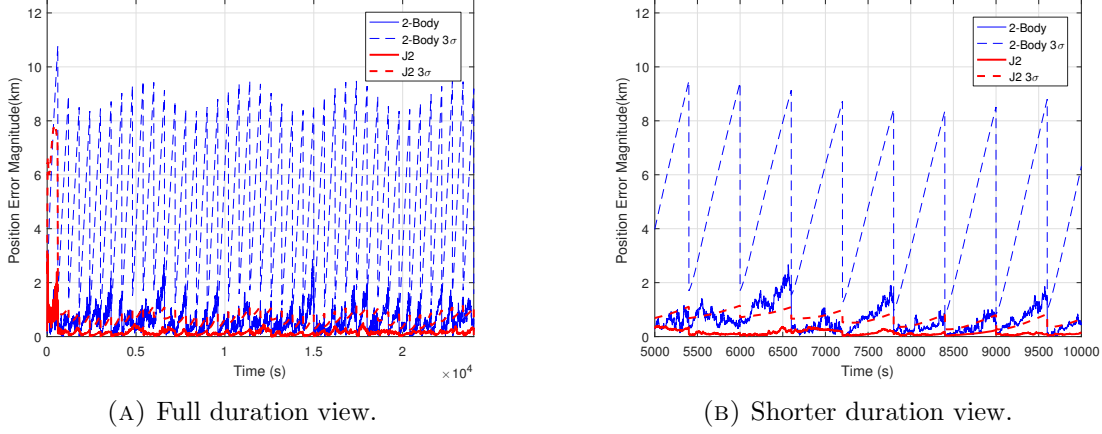 12
10
8
6
4
2
0
Position Error Magnitude(km)
2-Body
2-Body 3σ
J2
J2 3σ
0 0.5 1 1.5 2
×10⁴
Time (s)
(A) Full duration view.
12
10
8
6
4
2
0
Position Error Magnitude(km)
2-Body
2-Body 3σ
J2
J2 3σ
5000 5500 6000 6500 7000 7500 8000 8500 9000 9500 10000
Time (s)
(B) Shorter duration view.